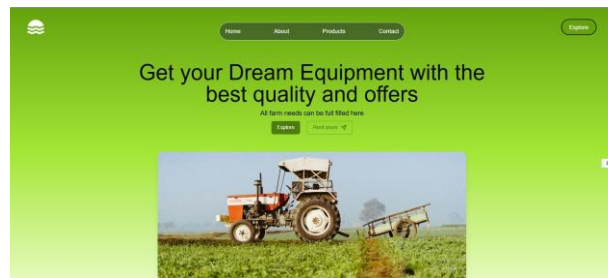 Home About Products Contact
Explore
Get your Dream Equipment with the
best quality and offers
All farm needs can be full filled here
Explore